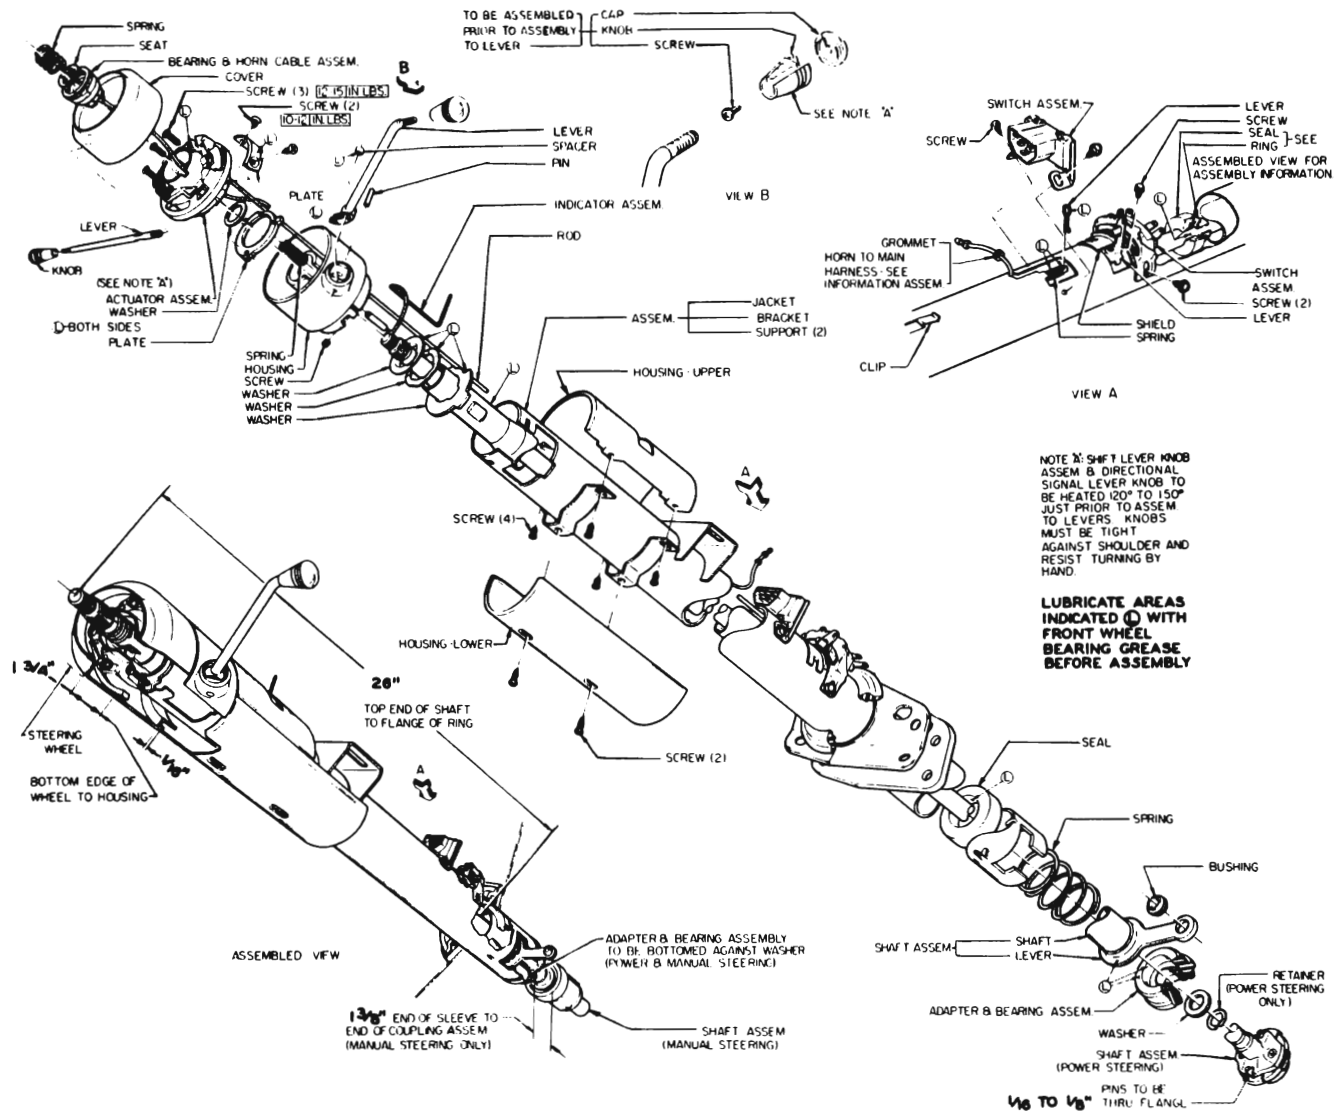 SPRING
SEAT
BEARING & HORN CABLE ASSEM.
COVER
SCREW (3) 12-15 IN LBS.
SCREW (2)
10-12 IN LBS.
B
TO BE ASSEMBLED
PRIOR TO ASSEMBLY
TO LEVER
CAP
KNOB
SCREW
SEE NOTE "A"
LEVER
SPACER
PIN
VIEW B
PLATE
INDICATOR ASSEM.
ROD
LEVER
KNOB
(SEE NOTE "A")
ACTUATOR ASSEM.
WASHER
D-BOTH SIDES
PLATE
SPRING
HOUSING
SCREW
WASHER
WASHER
WASHER
ASSEM.
JACKET
BRACKET
SUPPORT (2)
HOUSING - UPPER
SWITCH ASSEM.
SCREW
LEVER
SCREW
SEAL
RING
SEE
ASSEMBLED VIEW FOR
ASSEMBLY INFORMATION
GROMMET
HORN TO MAIN
HARNESS - SEE
INFORMATION ASSEM
SWITCH
ASSEM.
SCREW (2)
LEVER
SHIELD
SPRING
CLIP
VIEW A
NOTE "A": SHIFT LEVER KNOB
ASSEM & DIRECTIONAL
SIGNAL LEVER KNOB TO
BE HEATED 120° TO 150°
JUST PRIOR TO ASSEM
TO LEVERS KNOBS
MUST BE TIGHT
AGAINST SHOULDER AND
RESIST TURNING BY
HAND.
LUBRICATE AREAS
INDICATED Ⓛ WITH
FRONT WHEEL
BEARING GREASE
BEFORE ASSEMBLY
A
SCREW (4)
HOUSING - LOWER
SCREW (2)
1 3/4"
26"
TOP END OF SHAFT
TO FLANGE OF RING
STEERING
WHEEL
1/16"
BOTTOM EDGE OF
WHEEL TO HOUSING
A
ASSEMBLED VIEW
ADAPTER & BEARING ASSEMBLY
TO BE BOTTOMED AGAINST WASHER
(POWER & MANUAL STEERING)
1 3/8" END OF SLEEVE TO
END OF COUPLING ASSEM
(MANUAL STEERING ONLY)
SHAFT ASSEM
(MANUAL STEERING)
SEAL
SPRING
BUSHING
SHAFT ASSEM
SHAFT
LEVER
ADAPTER & BEARING ASSEM
RETAINER
(POWER STEERING
ONLY)
WASHER
SHAFT ASSEM.
(POWER STEERING)
1/16 TO 1/8" PINS TO BE
THRU FLANGE